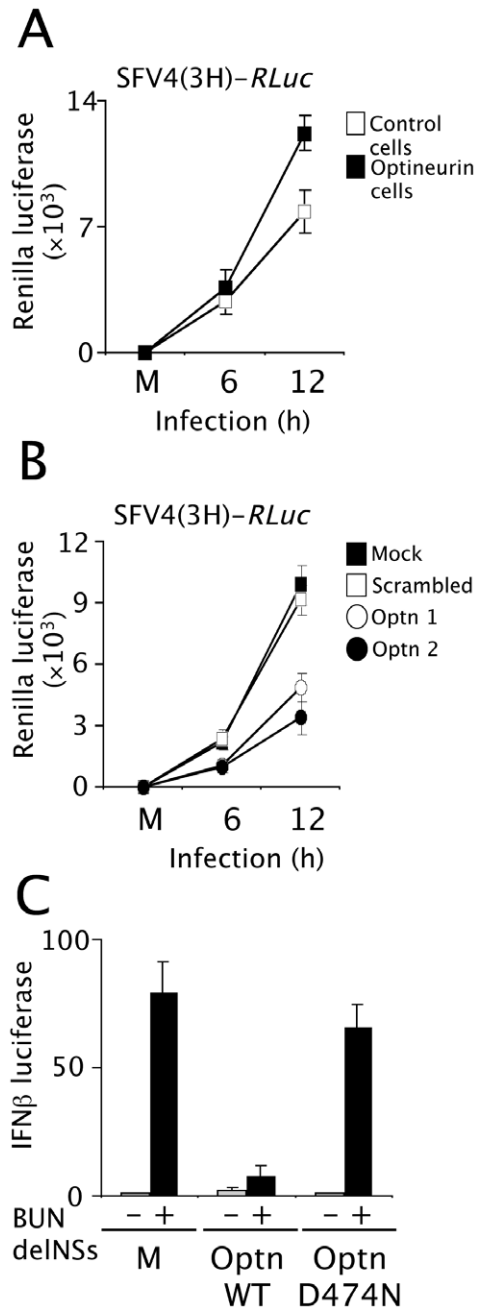 A
SFV4(3H)–RLuc
14
7
0
Renilla luciferase
(×10³)
M 6 12
Infection (h)
Control
cells
Optineurin
cells
B
SFV4(3H)–RLuc
12
9
6
3
0
Renilla luciferase
(×10³)
M 6 12
Infection (h)
Mock
Scrambled
Optn 1
Optn 2
C
100
50
0
IFNβ luciferase
BUN
delNSs
– + – + – +
M Optn Optn
WT D474N